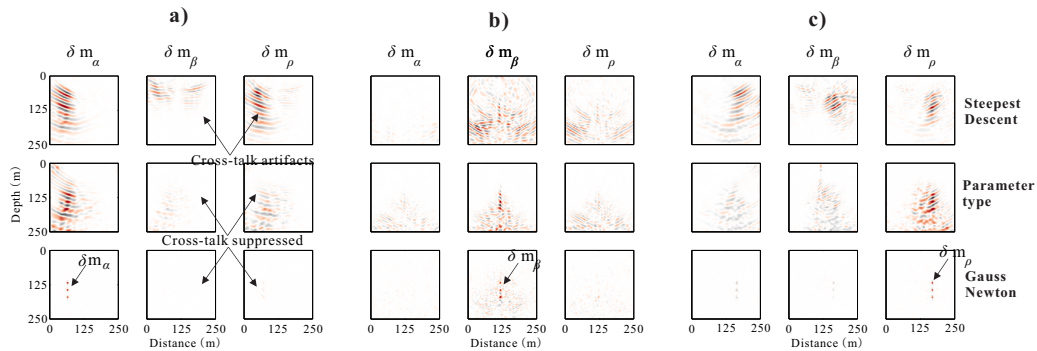 a) b) c)
δ m_α δ m_β δ m_ρ δ m_α δ m_β δ m_ρ δ m_α δ m_β δ m_ρ
0
125
250
Steepest
Descent
Cross-talk artifacts
0
125
250
Depth (m)
Parameter
type
Cross-talk suppressed
0
125
250
δm_α
δ m_β
δ m_ρ
Gauss
Newton
0 125 250 0 125 250 0 125 250 0 125 250 0 125 250 0 125 250 0 125 250 0 125 250 0 125 250
Distance (m) Distance (m) Distance (m)